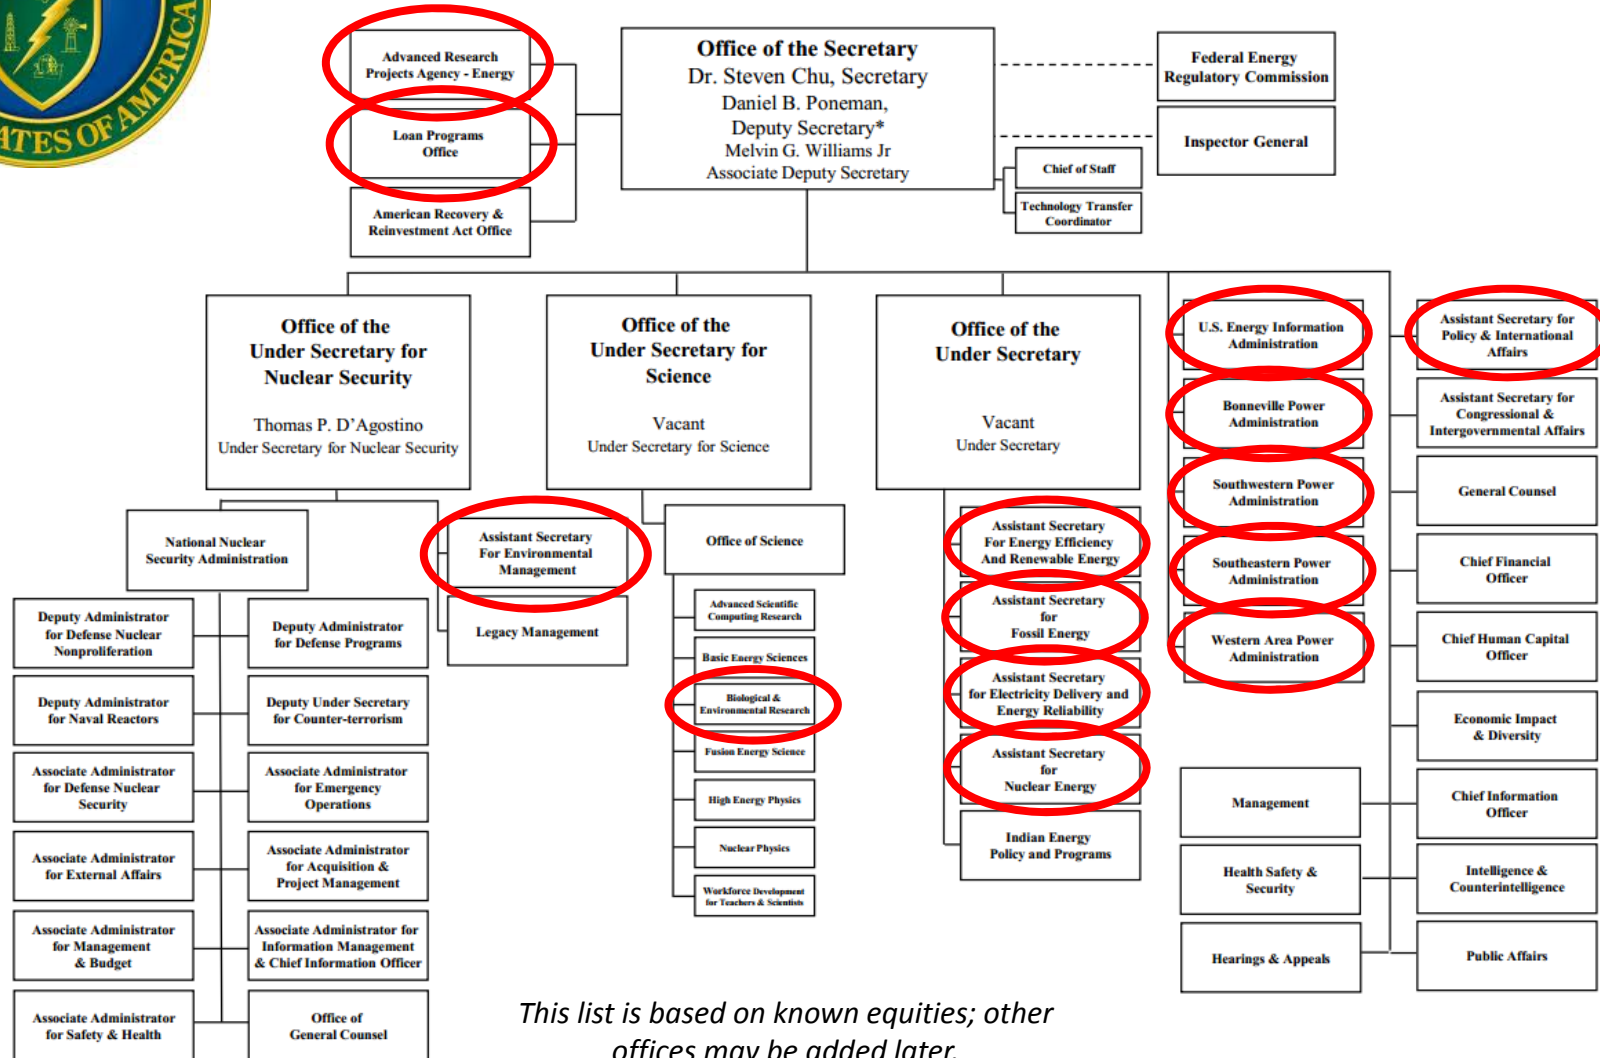 ATES OF AMERICA
Advanced Research
Projects Agency - Energy
Loan Programs
Office
American Recovery &
Reinvestment Act Office
Office of the Secretary
Dr. Steven Chu, Secretary
Daniel B. Poneman,
Deputy Secretary*
Melvin G. Williams Jr
Associate Deputy Secretary
Chief of Staff
Technology Transfer
Coordinator
Federal Energy
Regulatory Commission
Inspector General
Office of the
Under Secretary for
Nuclear Security
Thomas P. D'Agostino
Under Secretary for Nuclear Security
Office of the
Under Secretary for
Science
Vacant
Under Secretary for Science
Office of the
Under Secretary
Vacant
Under Secretary
U.S. Energy Information
Administration
Bonneville Power
Administration
Southwestern Power
Administration
Southeastern Power
Administration
Western Area Power
Administration
Assistant Secretary for
Policy & International
Affairs
Assistant Secretary for
Congressional &
Intergovernmental Affairs
General Counsel
Chief Financial
Officer
Chief Human Capital
Officer
Economic Impact
& Diversity
Chief Information
Officer
Intelligence &
Counterintelligence
Public Affairs
Management
Health Safety &
Security
Hearings & Appeals
National Nuclear
Security Administration
Assistant Secretary
For Environmental
Management
Legacy Management
Deputy Administrator
for Defense Nuclear
Nonproliferation
Deputy Administrator
for Defense Programs
Deputy Administrator
for Naval Reactors
Deputy Under Secretary
for Counter-terrorism
Associate Administrator
for Defense Nuclear
Security
Associate Administrator
for Emergency
Operations
Associate Administrator
for External Affairs
Associate Administrator
for Acquisition &
Project Management
Associate Administrator
for Management
& Budget
Associate Administrator for
Information Management
& Chief Information Officer
Associate Administrator
for Safety & Health
Office of
General Counsel
Office of Science
Advanced Scientific
Computing Research
Basic Energy Sciences
Biological &
Environmental Research
Fusion Energy Science
High Energy Physics
Nuclear Physics
Workforce Development
for Teachers & Scientists
Assistant Secretary
For Energy Efficiency
And Renewable Energy
Assistant Secretary
for
Fossil Energy
Assistant Secretary
for Electricity Delivery and
Energy Reliability
Assistant Secretary
for
Nuclear Energy
Indian Energy
Policy and Programs
This list is based on known equities; other
offices may be added later.